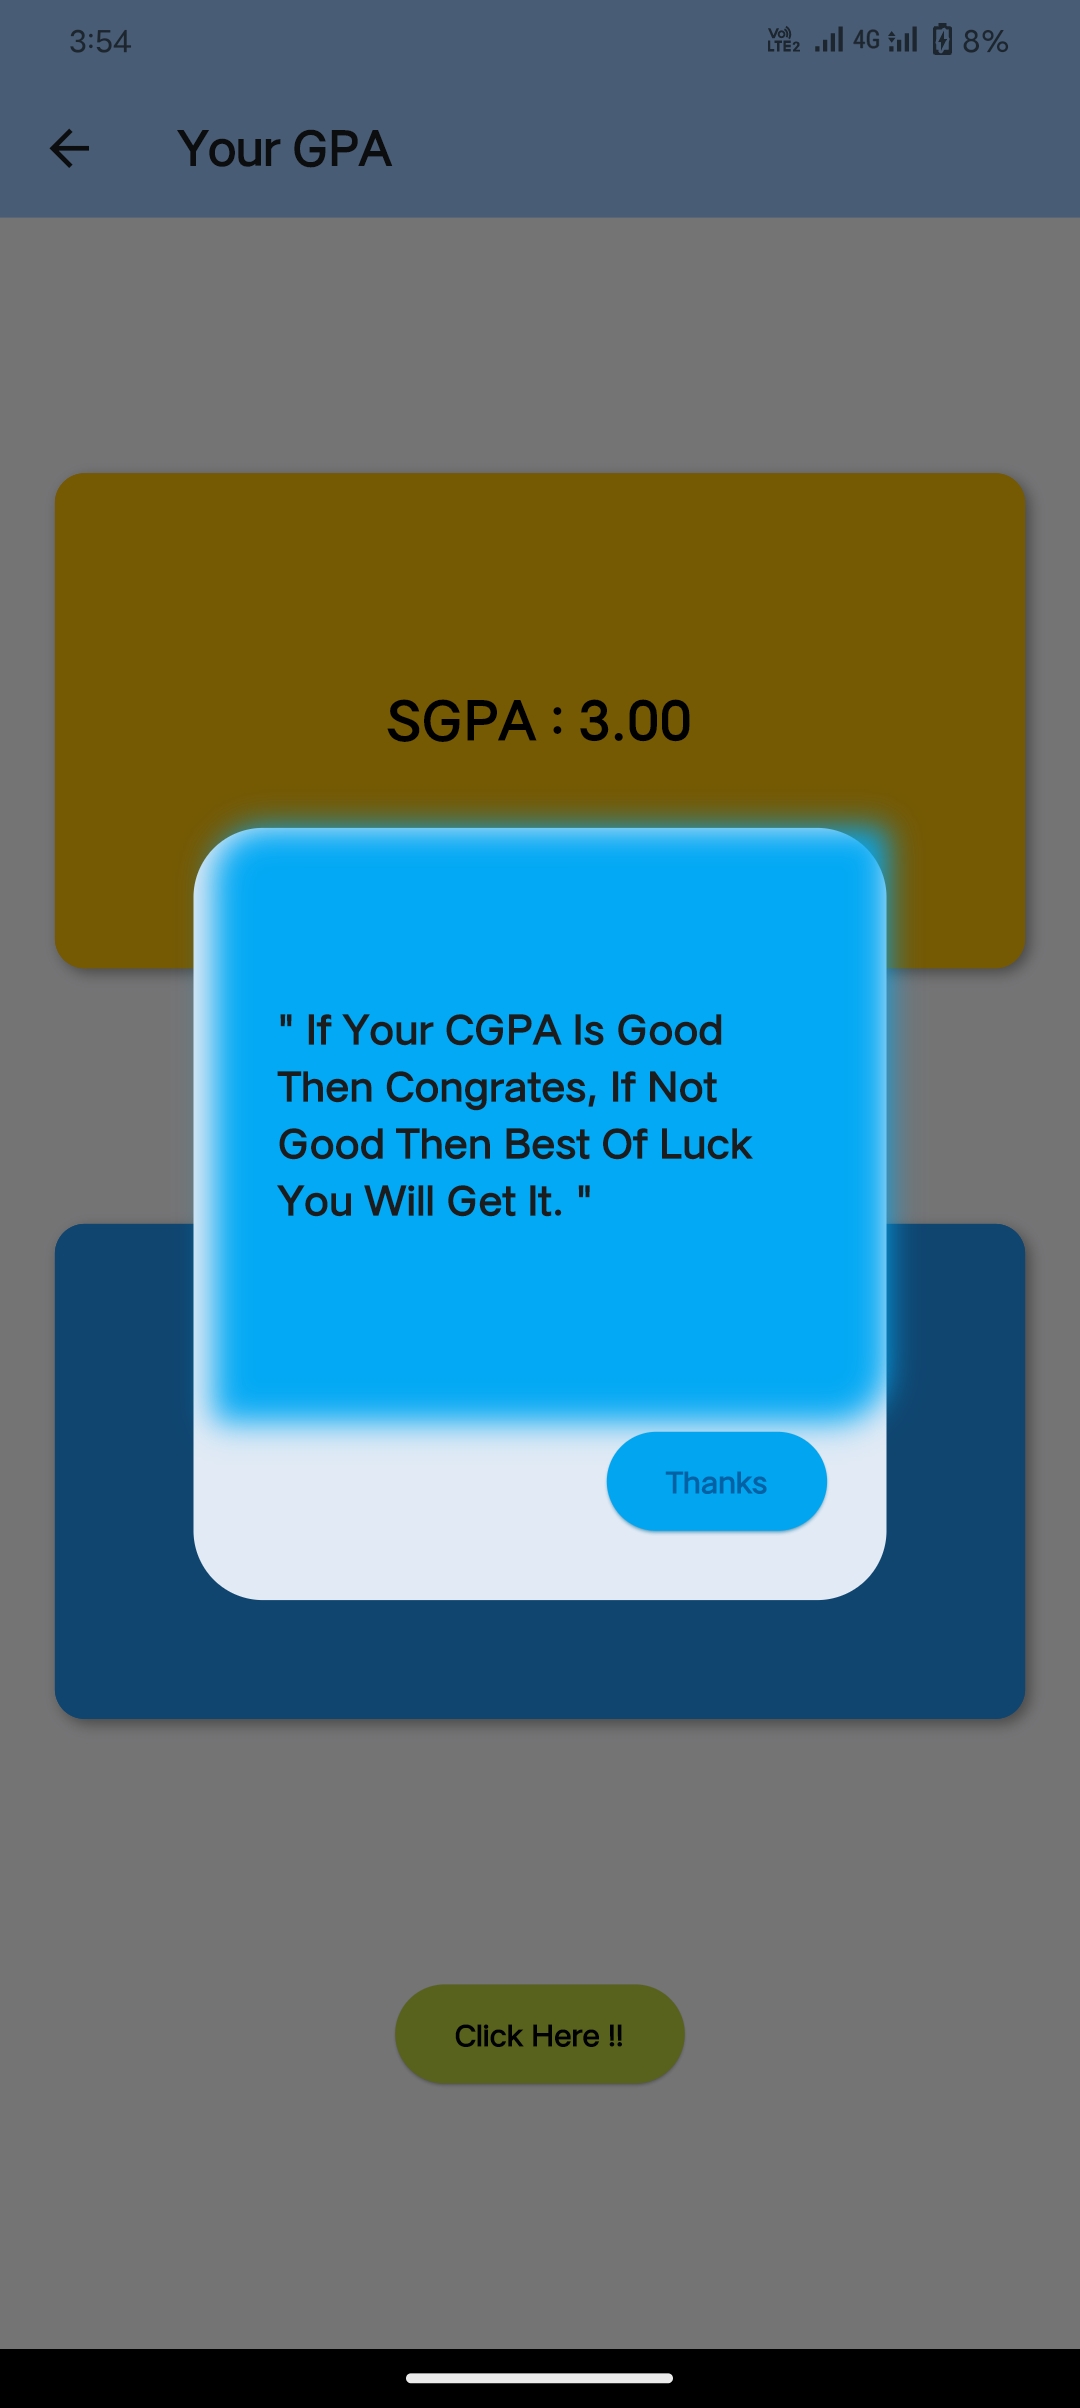 3:54
Vo)) LTE2 4G 8%
Your GPA
SGPA : 3.00
" If Your CGPA Is Good
Then Congrates, If Not
Good Then Best Of Luck
You Will Get It. "
Thanks
Click Here !!